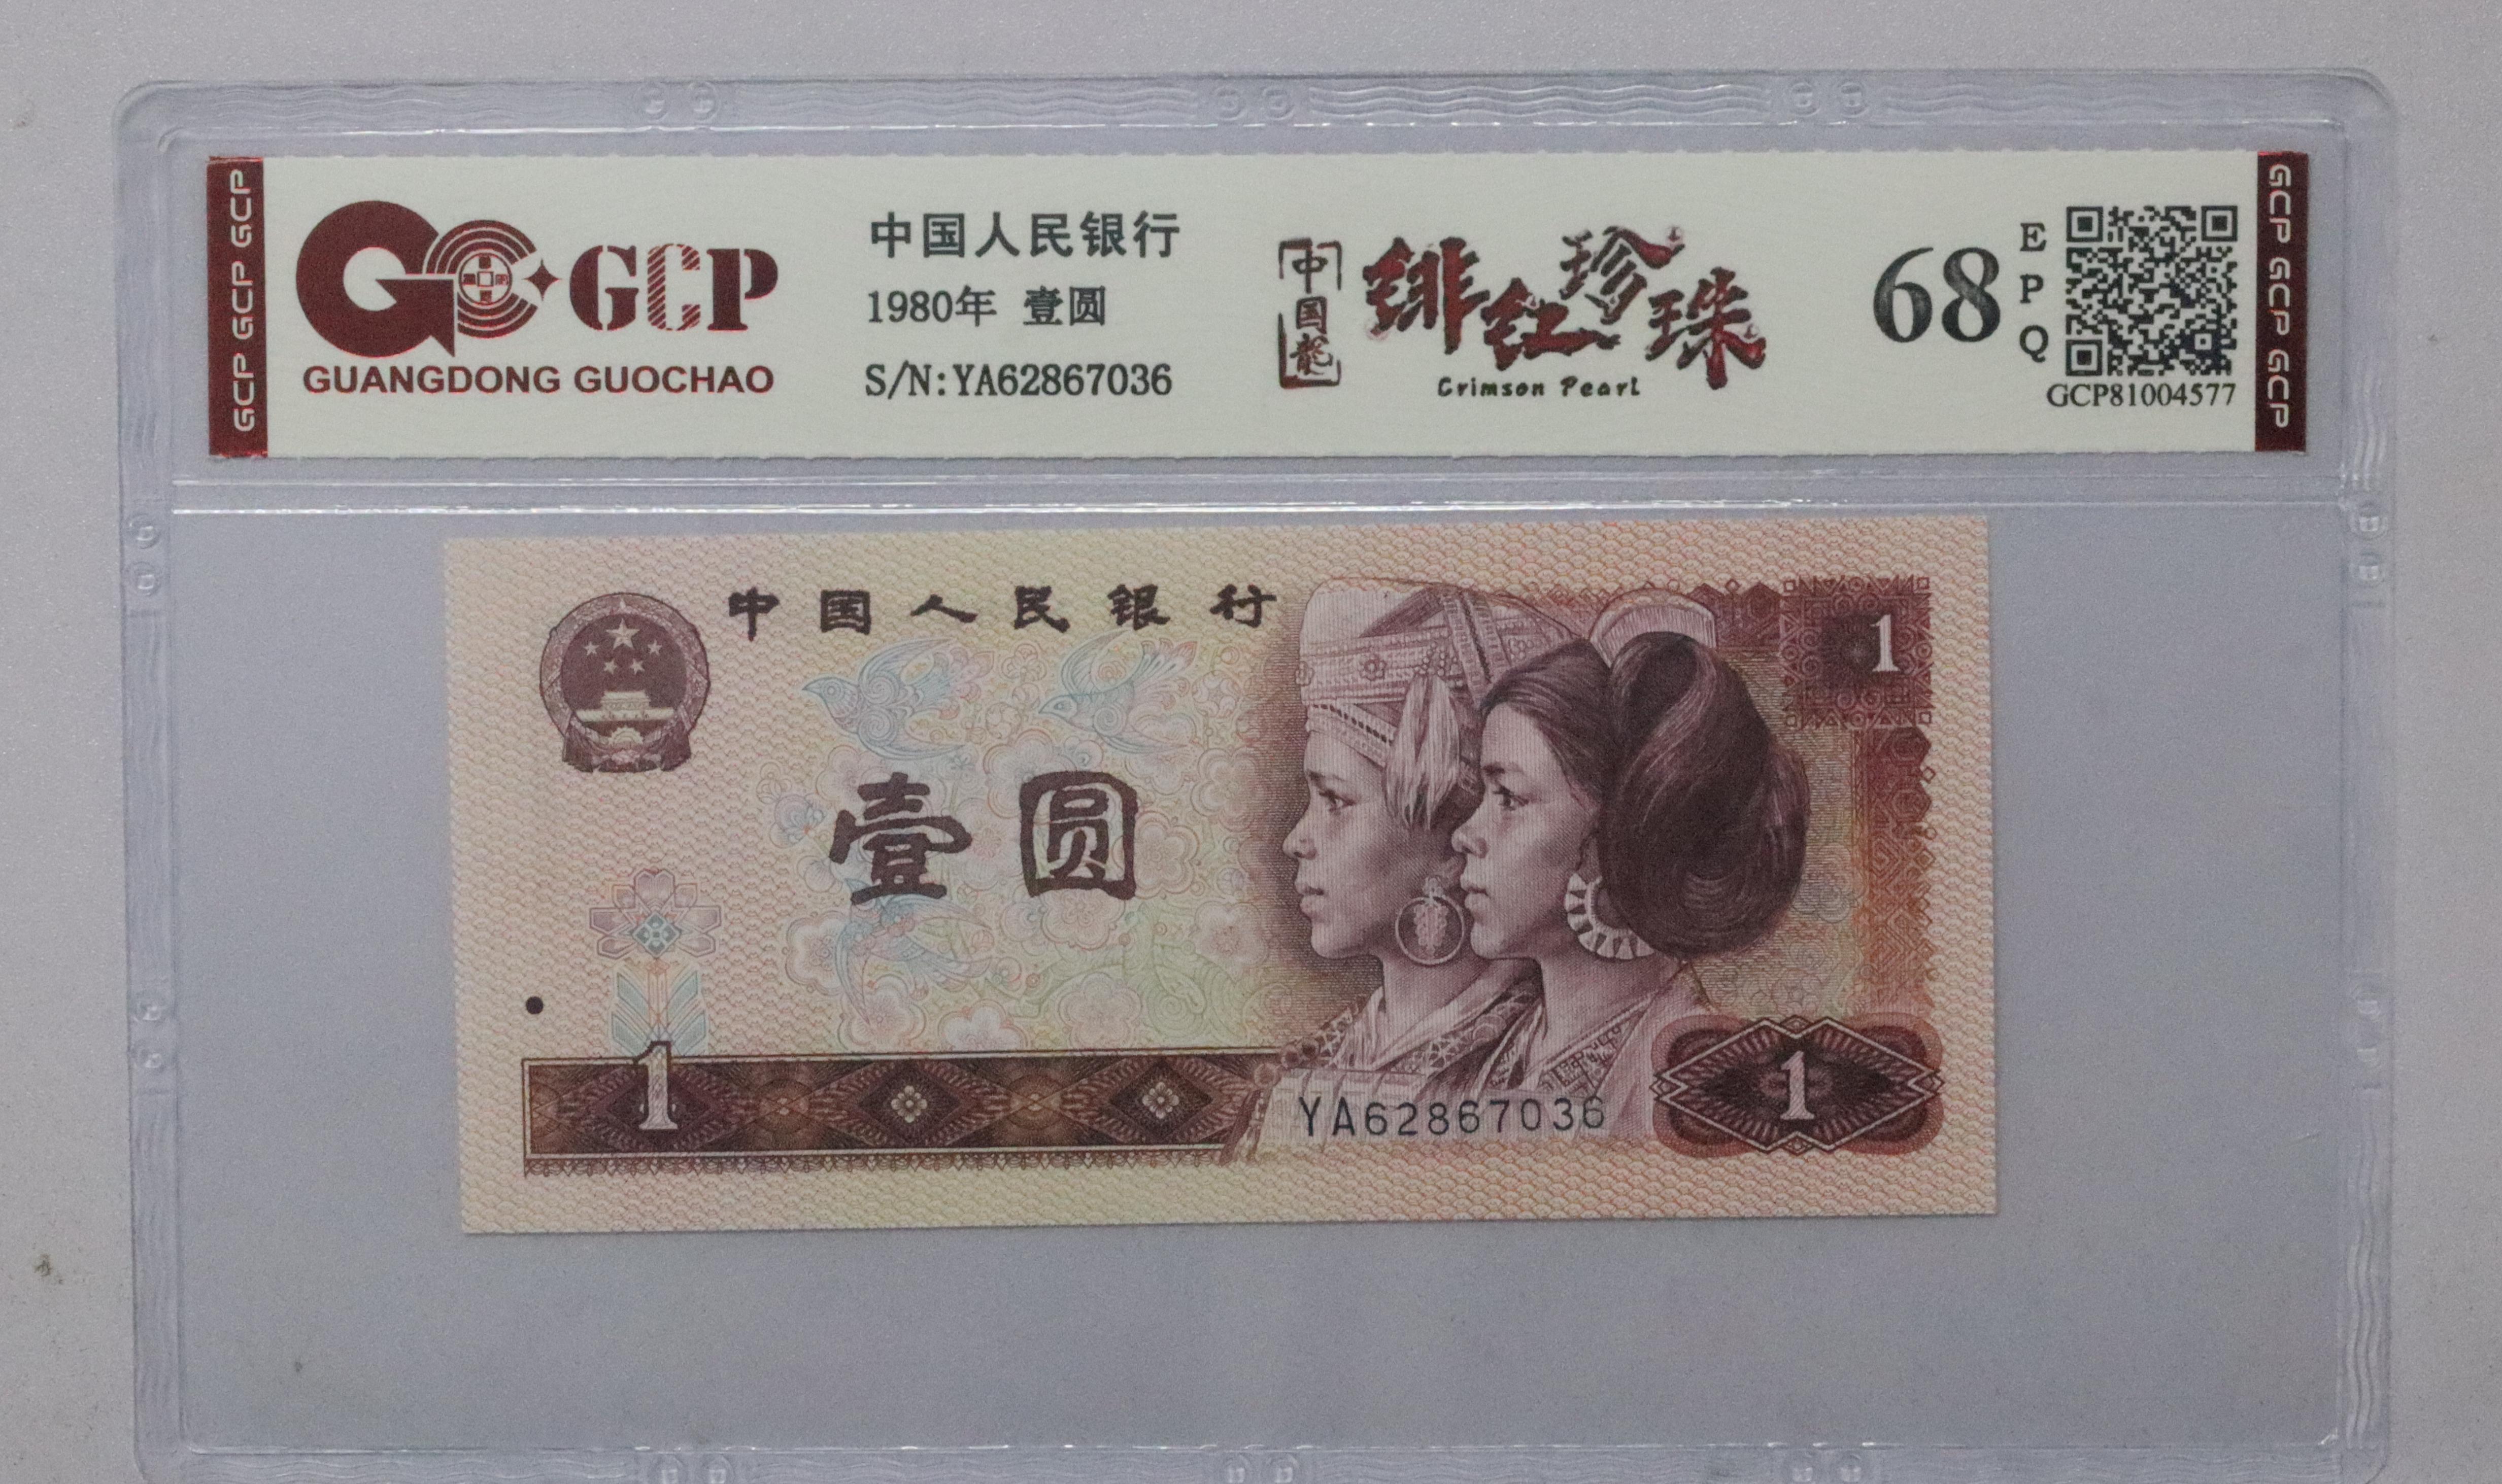 GCP GCP GCP
GCP
GUANGDONG GUOCHAO
中国人民银行
1980年 壹圆
S/N:YA62867036
中国龙
绯红珍珠
Crimson Pearl
68
EPQ
GCP81004577
GCP GCP GCP
中国人民银行
1
壹圆
1
YA62867036
1